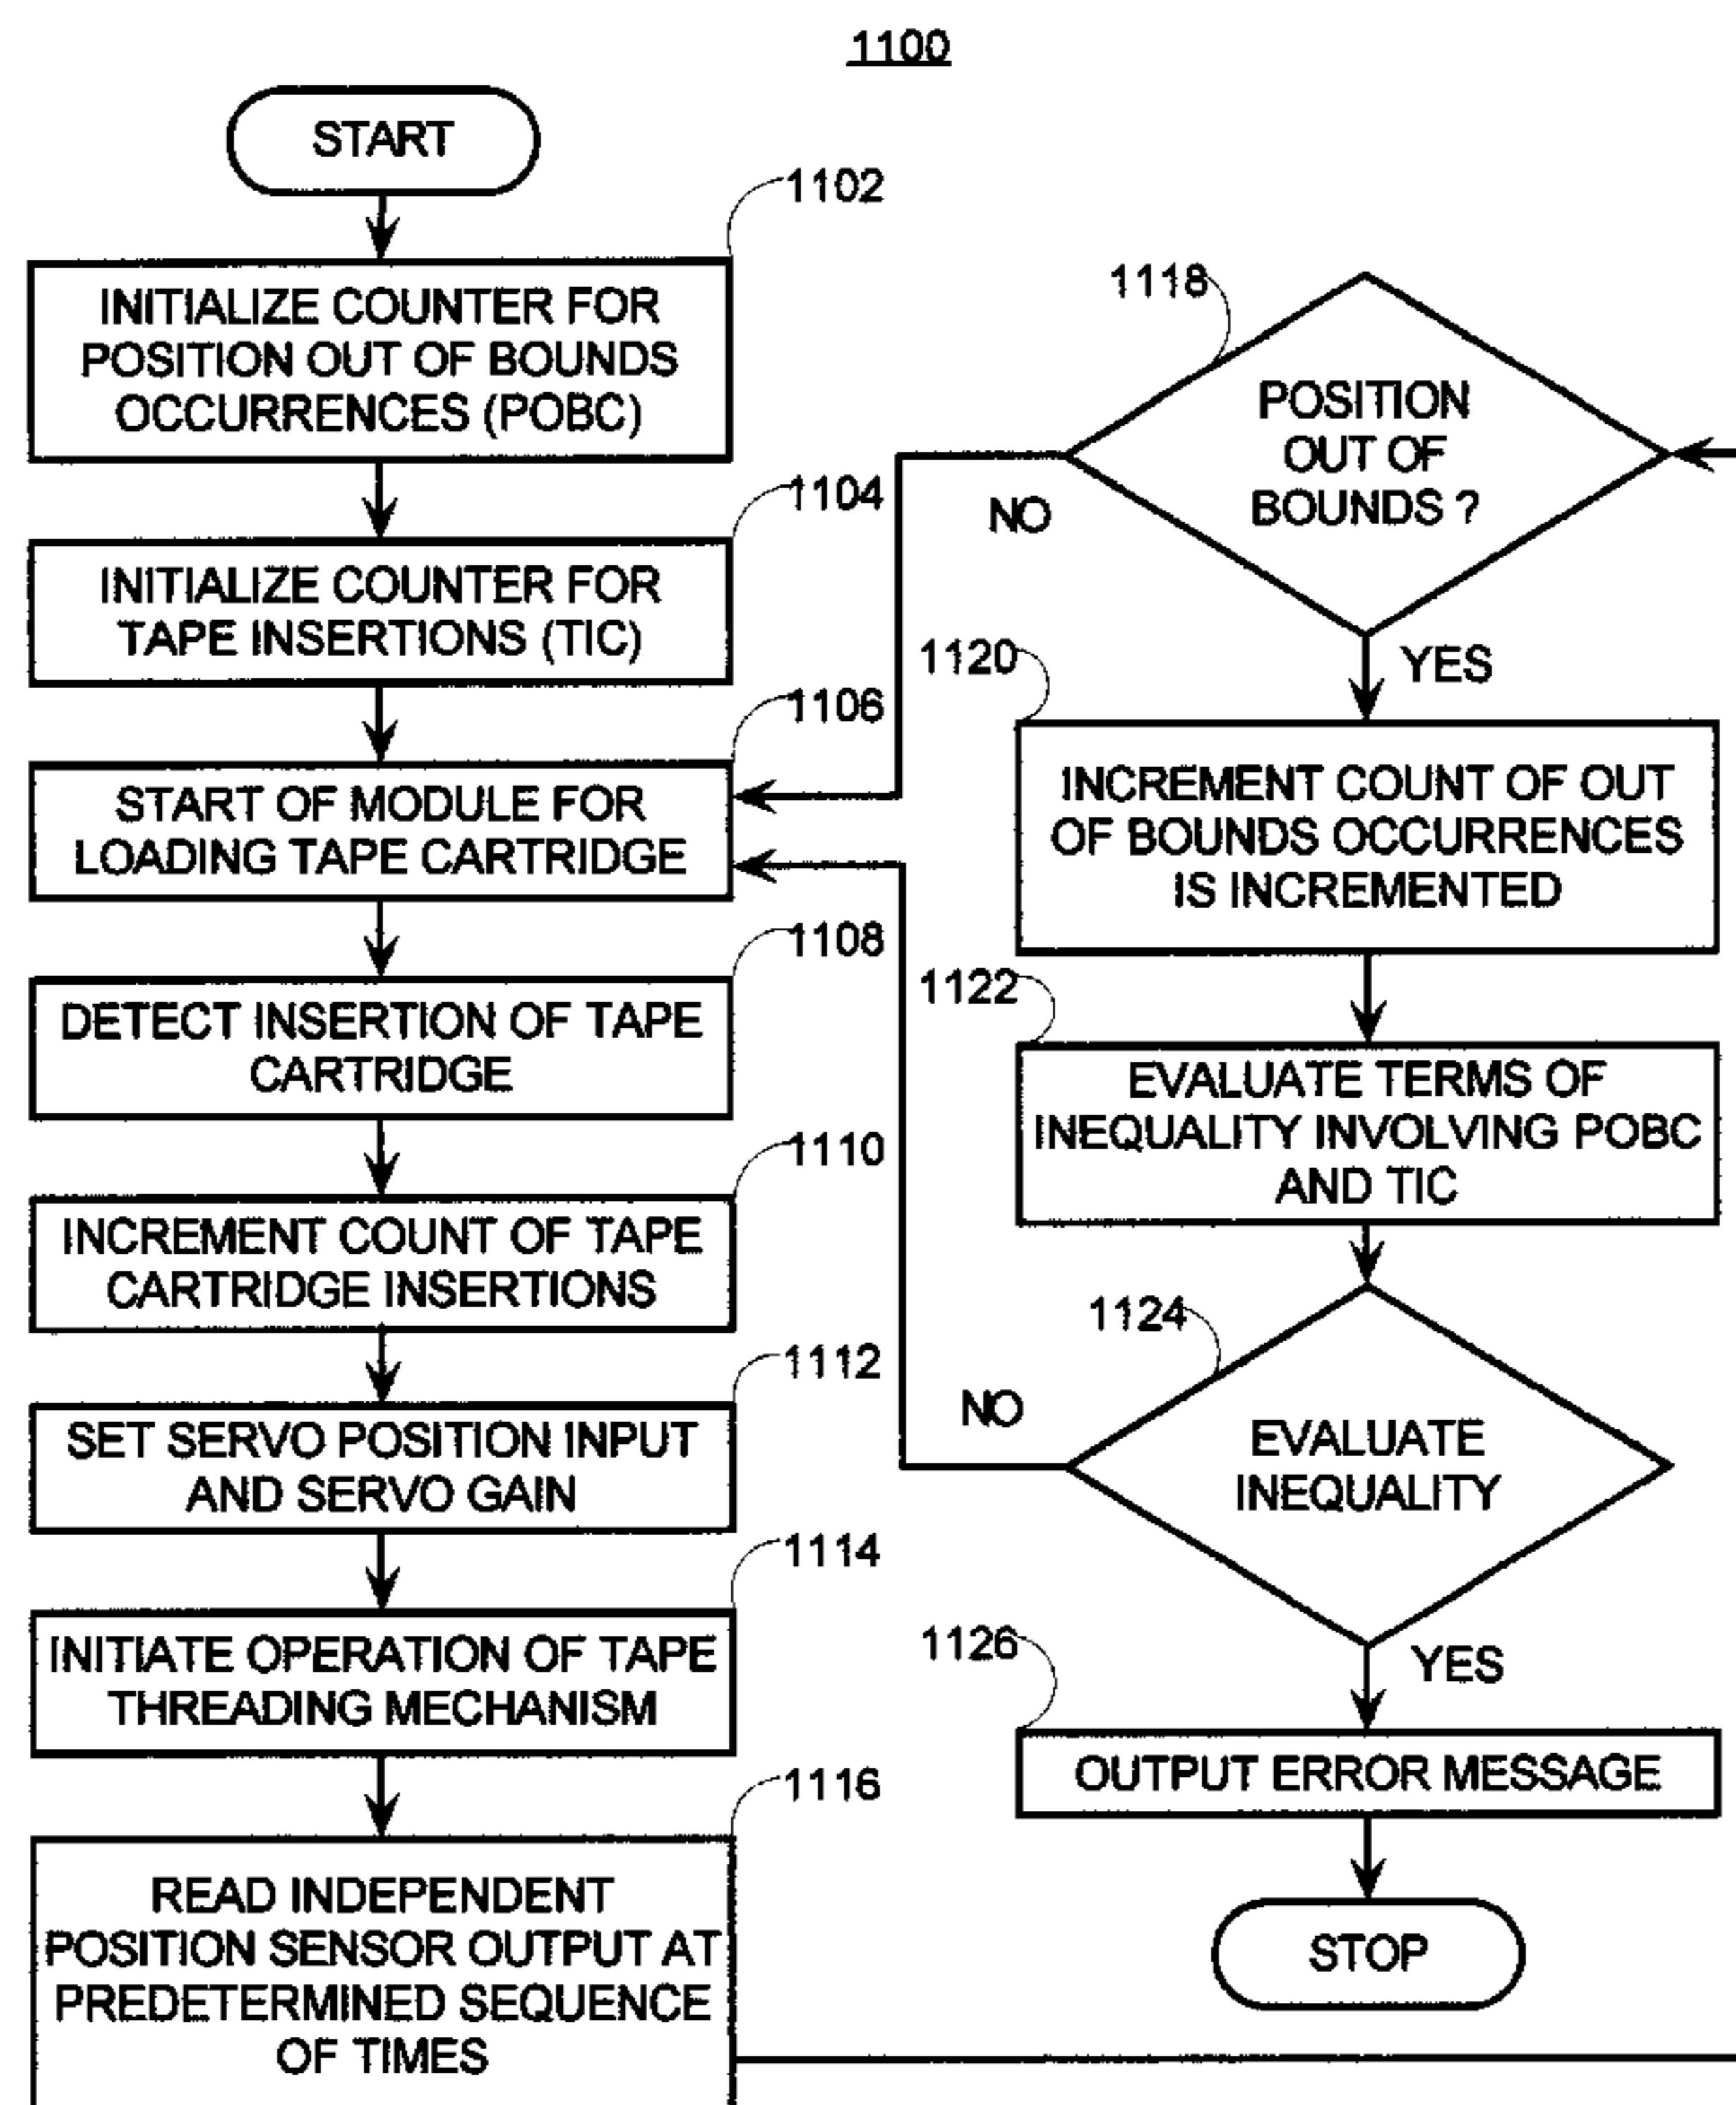 1100
START
1102
INITIALIZE COUNTER FOR
POSITION OUT OF BOUNDS
OCCURRENCES (POBC)
1104
INITIALIZE COUNTER FOR
TAPE INSERTIONS (TIC)
1106
START OF MODULE FOR
LOADING TAPE CARTRIDGE
1108
DETECT INSERTION OF TAPE
CARTRIDGE
1110
INCREMENT COUNT OF TAPE
CARTRIDGE INSERTIONS
1112
SET SERVO POSITION INPUT
AND SERVO GAIN
1114
INITIATE OPERATION OF TAPE
THREADING MECHANISM
1116
READ INDEPENDENT
POSITION SENSOR OUTPUT AT
PREDETERMINED SEQUENCE
OF TIMES
1118
POSITION
OUT OF
BOUNDS ?
NO
YES
1120
INCREMENT COUNT OF OUT
OF BOUNDS OCCURRENCES
IS INCREMENTED
1122
EVALUATE TERMS OF
INEQUALITY INVOLVING POBC
AND TIC
1124
EVALUATE
INEQUALITY
NO
YES
1126
OUTPUT ERROR MESSAGE
STOP